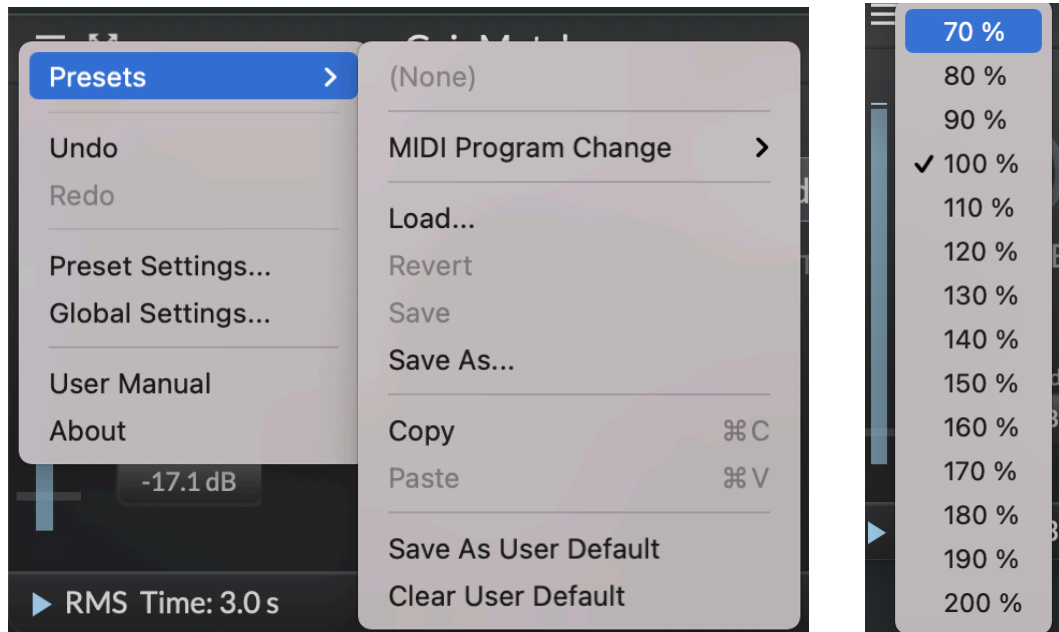 Presets
Undo
Redo
Preset Settings...
Global Settings...
User Manual
About
-17.1 dB
RMS Time: 3.0 s
(None)
MIDI Program Change
Load...
Revert
Save
Save As...
Copy ⌘C
Paste ⌘V
Save As User Default
Clear User Default
70 %
80 %
90 %
✓ 100 %
110 %
120 %
130 %
140 %
150 %
160 %
170 %
180 %
190 %
200 %